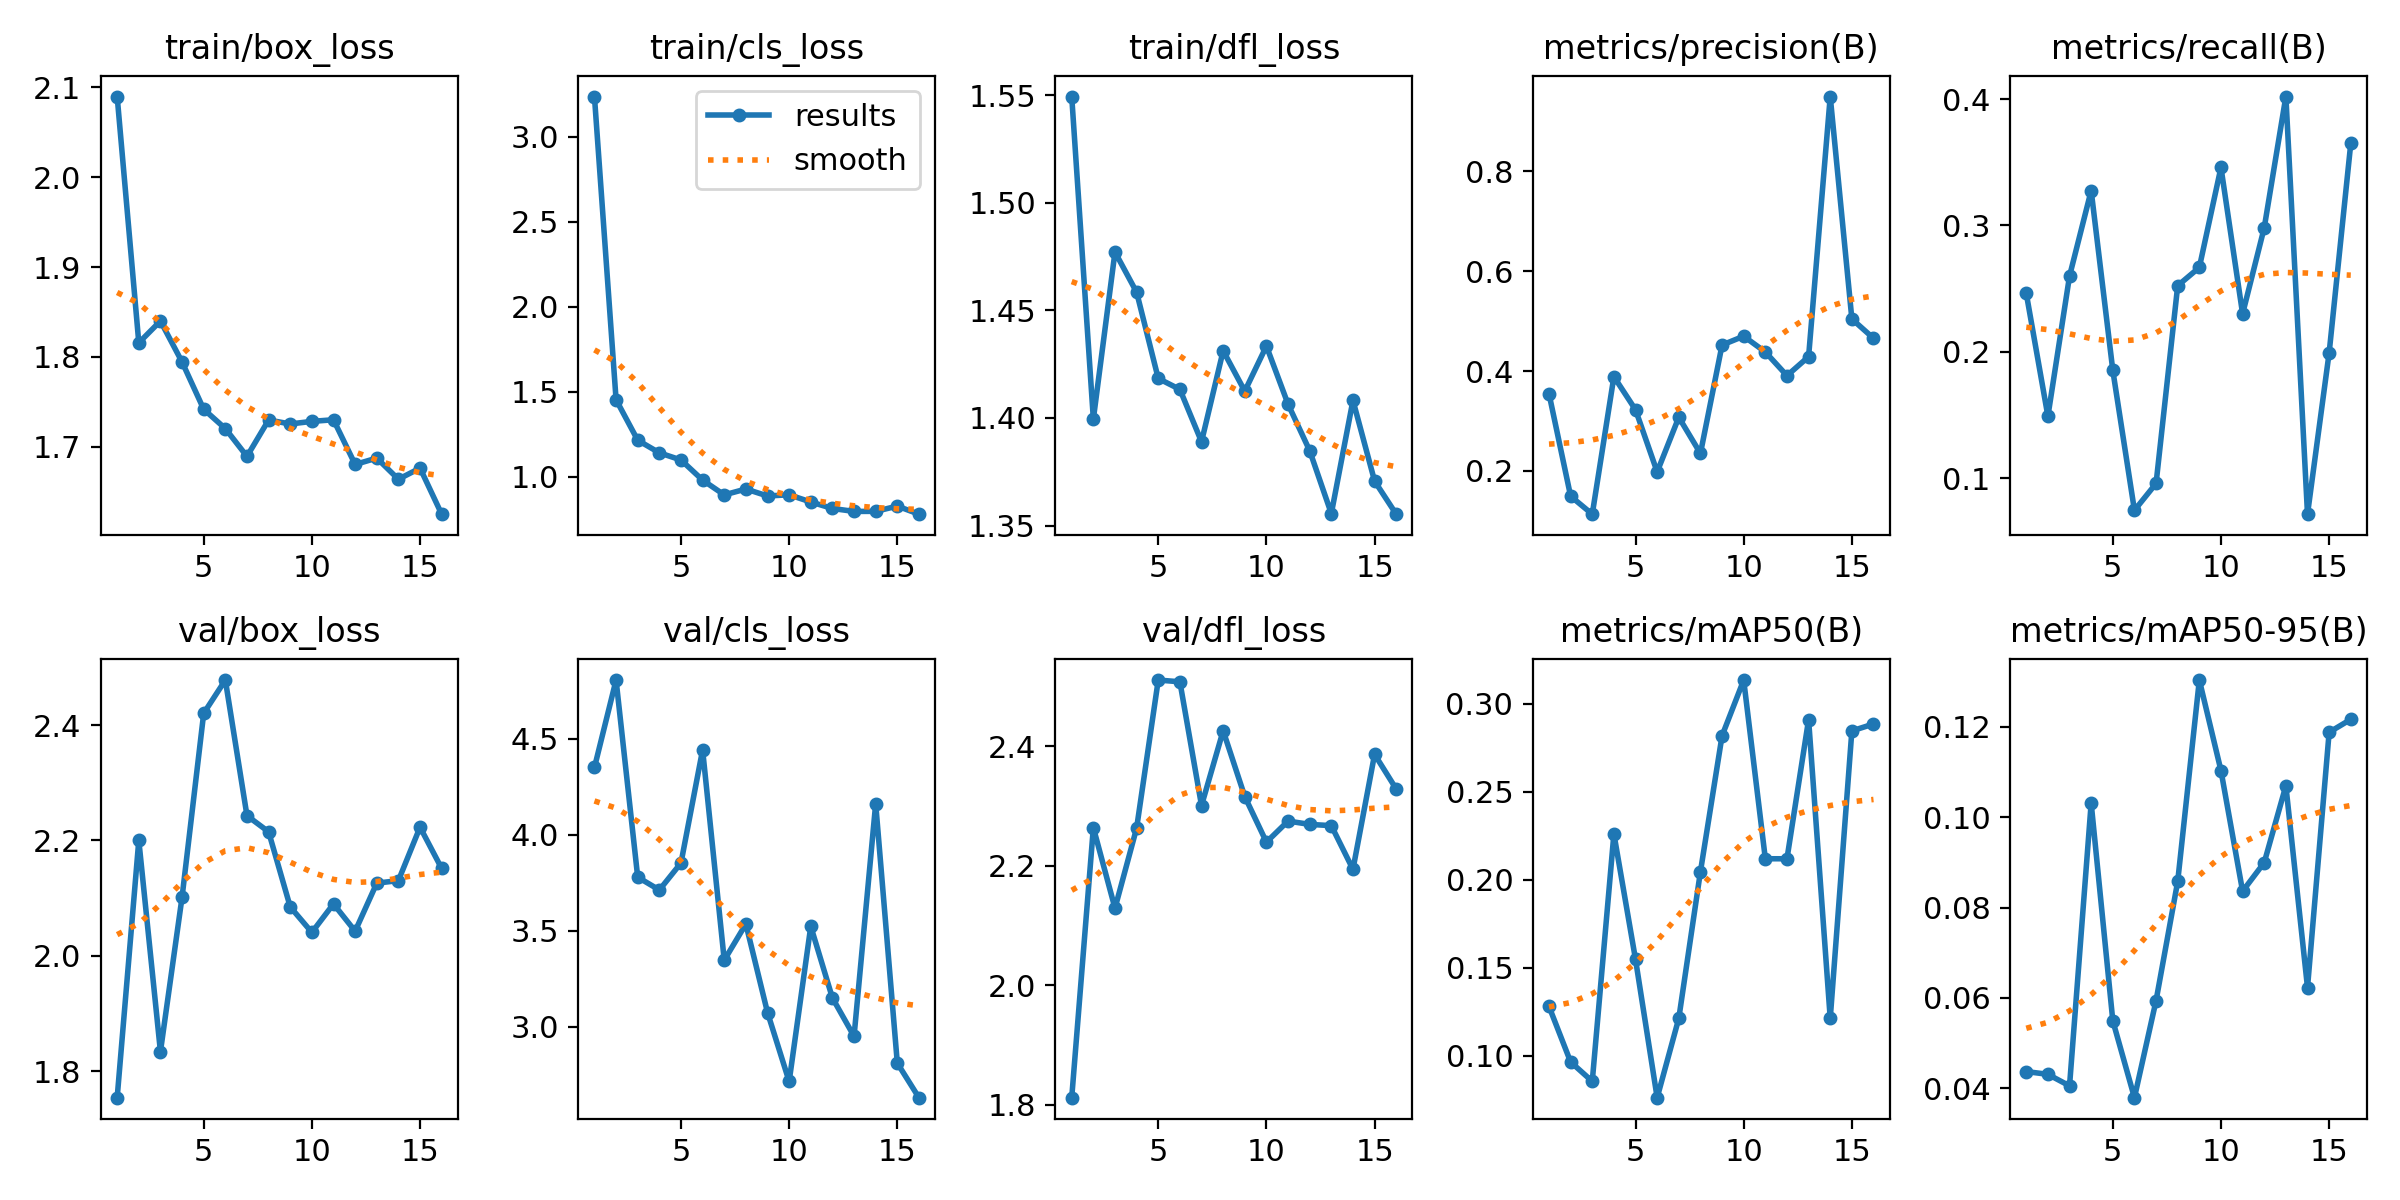 train/box_loss
train/cls_loss
train/dfl_loss
metrics/precision(B)
metrics/recall(B)
2.1
2.0
1.9
1.8
1.7
5 10 15
results
smooth
3.0
2.5
2.0
1.5
1.0
5 10 15
1.55
1.50
1.45
1.40
1.35
5 10 15
0.8
0.6
0.4
0.2
5 10 15
0.4
0.3
0.2
0.1
5 10 15
val/box_loss
val/cls_loss
val/dfl_loss
metrics/mAP50(B)
metrics/mAP50-95(B)
2.4
2.2
2.0
1.8
5 10 15
4.5
4.0
3.5
3.0
5 10 15
2.4
2.2
2.0
1.8
5 10 15
0.30
0.25
0.20
0.15
0.10
5 10 15
0.12
0.10
0.08
0.06
0.04
5 10 15